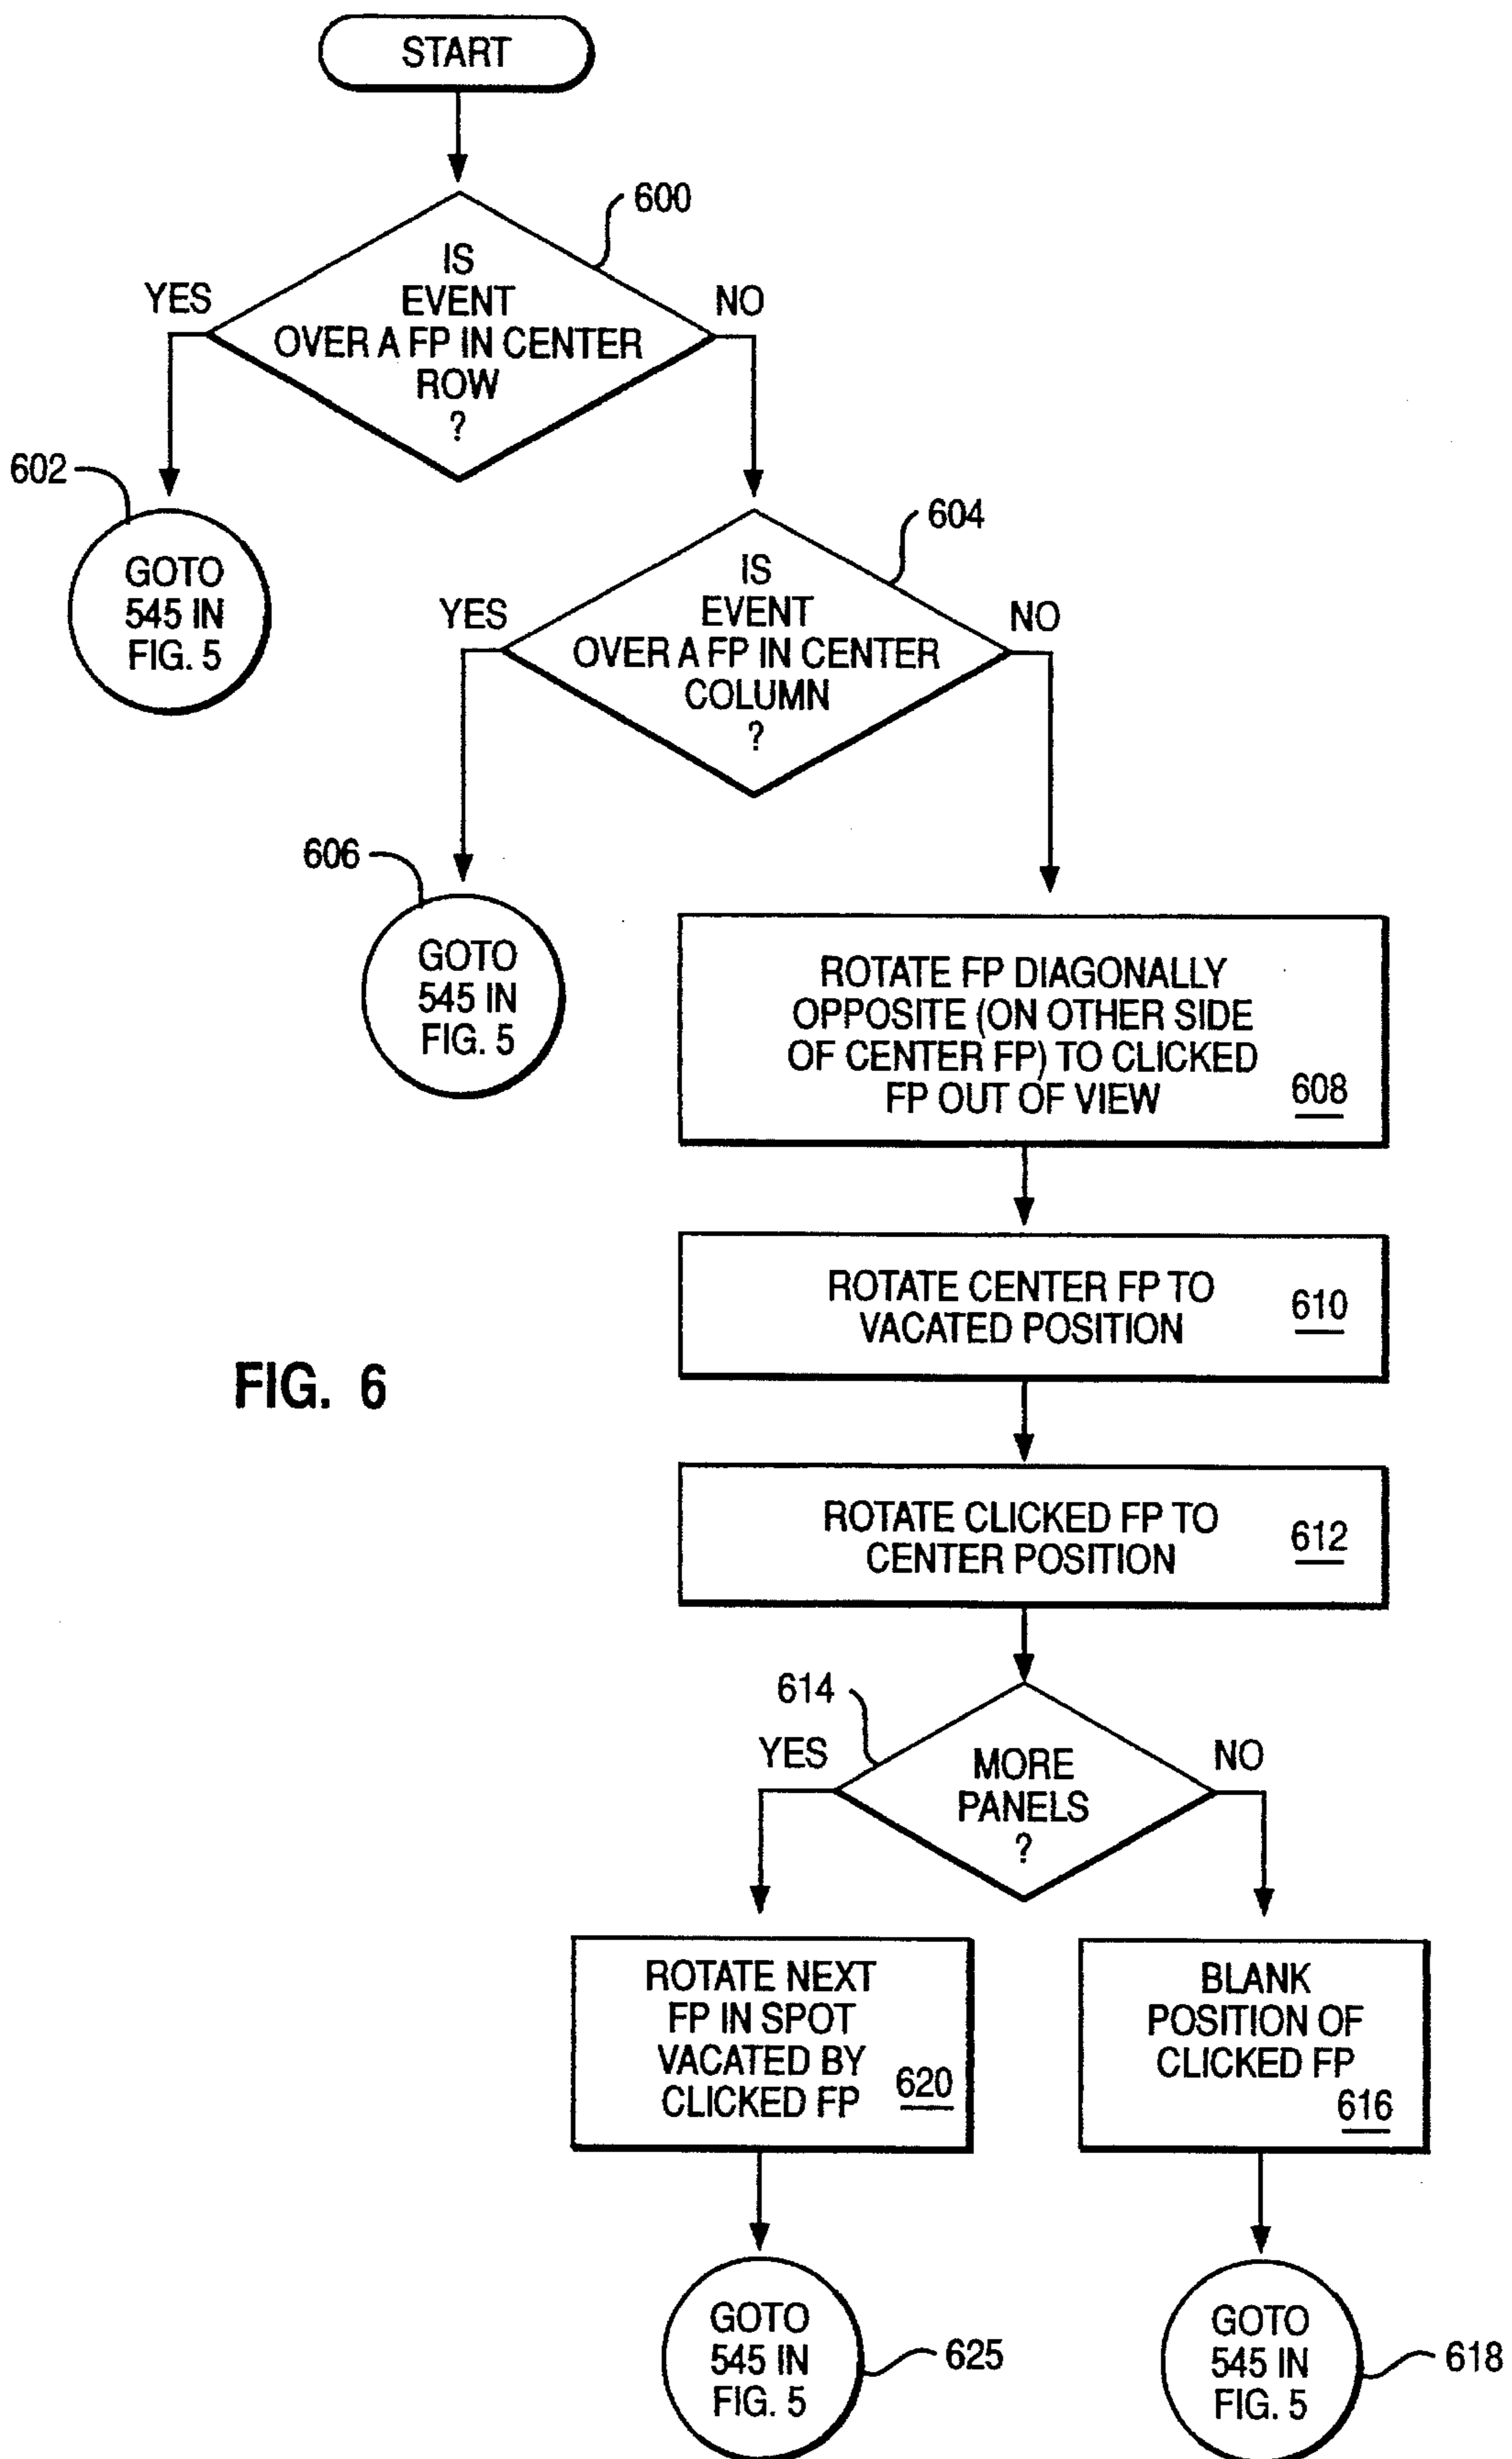 START
600
IS
EVENT
OVER A FP IN CENTER
ROW
?
YES
NO
602
GOTO
545 IN
FIG. 5
604
IS
EVENT
OVER A FP IN CENTER
COLUMN
?
YES
NO
606
GOTO
545 IN
FIG. 5
ROTATE FP DIAGONALLY
OPPOSITE (ON OTHER SIDE
OF CENTER FP) TO CLICKED
FP OUT OF VIEW
608
ROTATE CENTER FP TO
VACATED POSITION
610
FIG. 6
ROTATE CLICKED FP TO
CENTER POSITION
612
614
YES
NO
MORE
PANELS
?
ROTATE NEXT
FP IN SPOT
VACATED BY
CLICKED FP
620
BLANK
POSITION OF
CLICKED FP
616
GOTO
545 IN
FIG. 5
625
GOTO
545 IN
FIG. 5
618